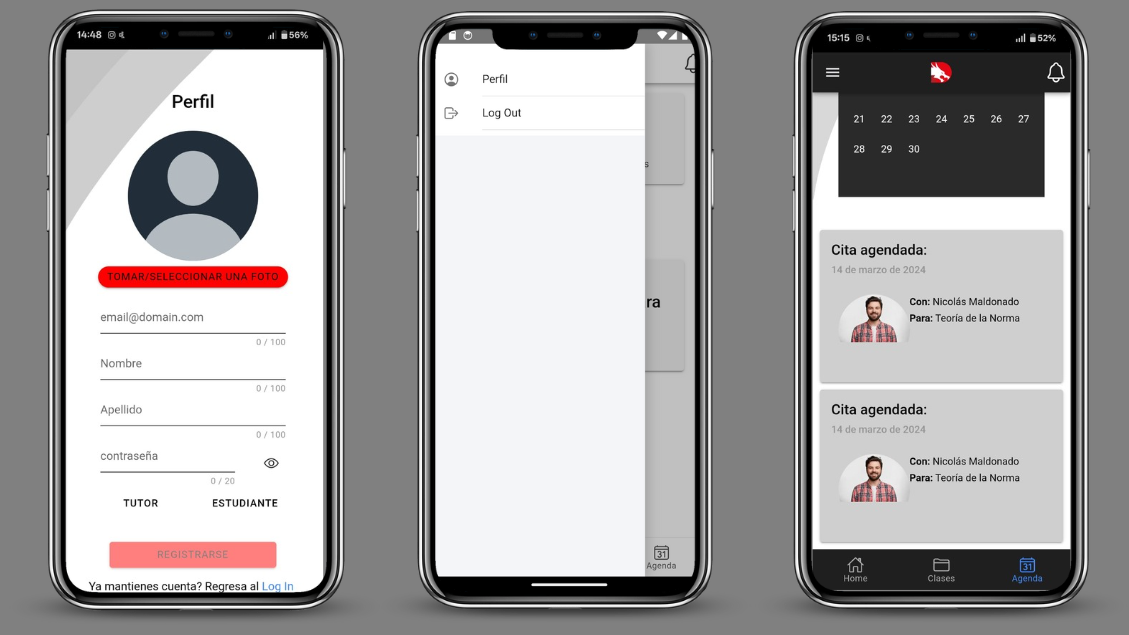 14:48
56%
Perfil
TOMAR/SELECCIONAR UNA FOTO
email@domain.com
0 / 100
Nombre
0 / 100
Apellido
0 / 100
contraseña
0 / 20
TUTOR ESTUDIANTE
REGISTRARSE
Ya mantienes cuenta? Regresa al Log In
Perfil
Log Out
s
ra
31
Agenda
15:15
52%
21 22 23 24 25 26 27
28 29 30
Cita agendada:
14 de marzo de 2024
Con: Nicolás Maldonado
Para: Teoría de la Norma
Cita agendada:
14 de marzo de 2024
Con: Nicolás Maldonado
Para: Teoría de la Norma
31
Home Clases Agenda